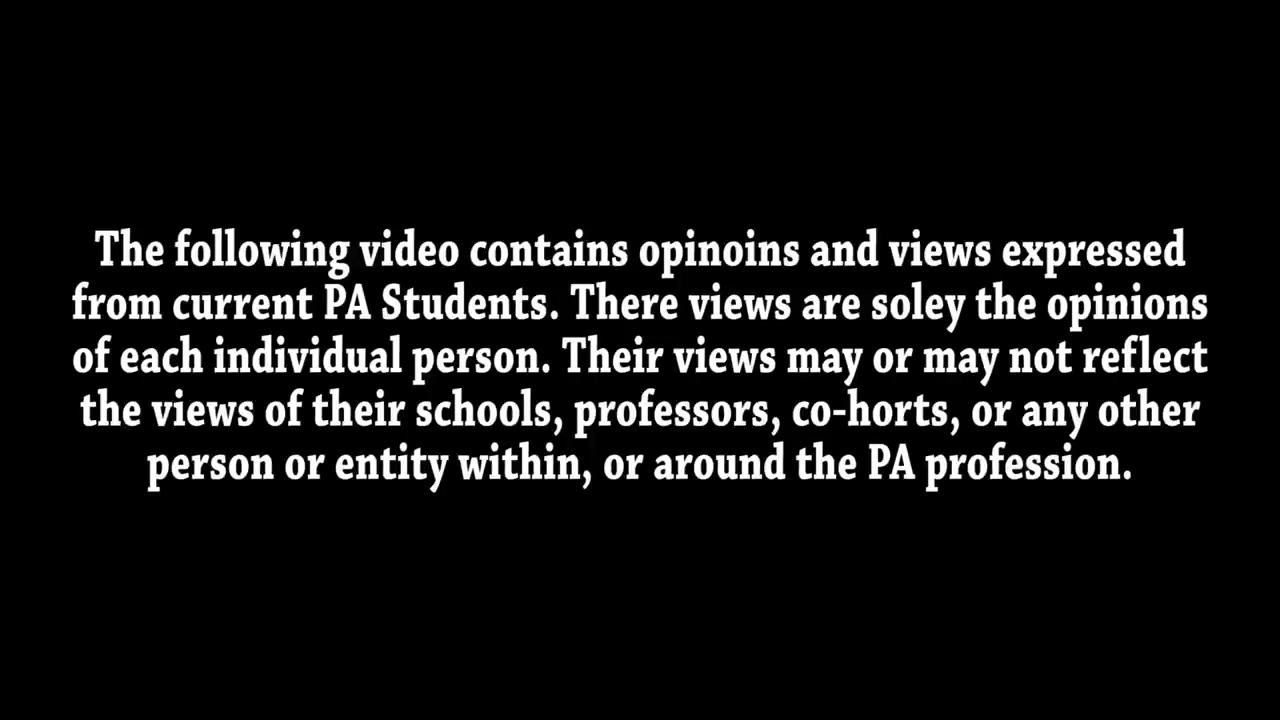 The following video contains opinoins and views expressed
from current PA Students. There views are soley the opinions
of each individual person. Their views may or may not reflect
the views of their schools, professors, co-horts, or any other
person or entity within, or around the PA profession.